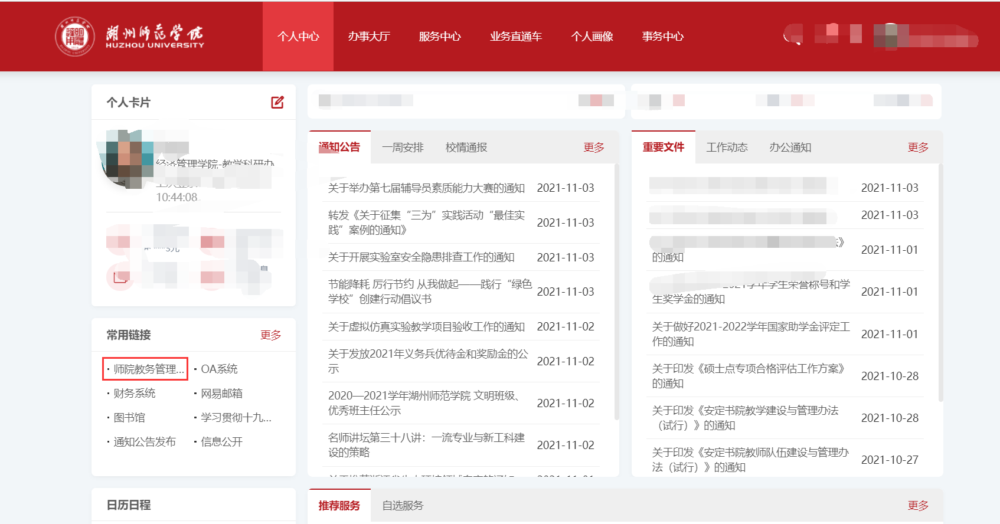 湖州师范学院
HUZHOU UNIVERSITY
个人中心
办事大厅
服务中心
业务直通车
个人画像
事务中心
个人卡片
经济管理学院-教学科研办
10:44:08
常用链接
更多
· 师院教务管理...
· OA系统
· 财务系统
· 网易邮箱
· 图书馆
· 学习贯彻十九...
· 通知公告发布
· 信息公开
日历日程
通知公告
一周安排
校情通报
更多
关于举办第七届辅导员素质能力大赛的通知 2021-11-03
转发《关于征集“三为”实践活动“最佳实
践”案例的通知》
2021-11-03
关于开展实验室安全隐患排查工作的通知 2021-11-03
节能降耗 厉行节约 从我做起——践行“绿色
学校”创建行动倡议书
2021-11-03
关于虚拟仿真实验教学项目验收工作的通知 2021-11-02
关于发放2021年义务兵优待金和奖励金的公
示
2021-11-02
2020—2021学年湖州师范学院 文明班级、
优秀班主任公示
2021-11-02
名师讲坛第三十八讲：一流专业与新工科建
设的策略
2021-11-02
重要文件
工作动态
办公通知
更多
2021-11-03
2021-11-03
》
的通知
2021-11-01
2021学年学生荣誉称号和学
生奖学金的通知
2021-11-01
关于做好2021-2022学年国家助学金评定工
作的通知
2021-11-01
关于印发《硕士点专项合格评估工作方案》
的通知
2021-10-28
关于印发《安定书院教学建设与管理办法
（试行）》的通知
2021-10-28
关于印发《安定书院教师队伍建设与管理办
法（试行）》的通知
2021-10-27
推荐服务
自选服务
更多